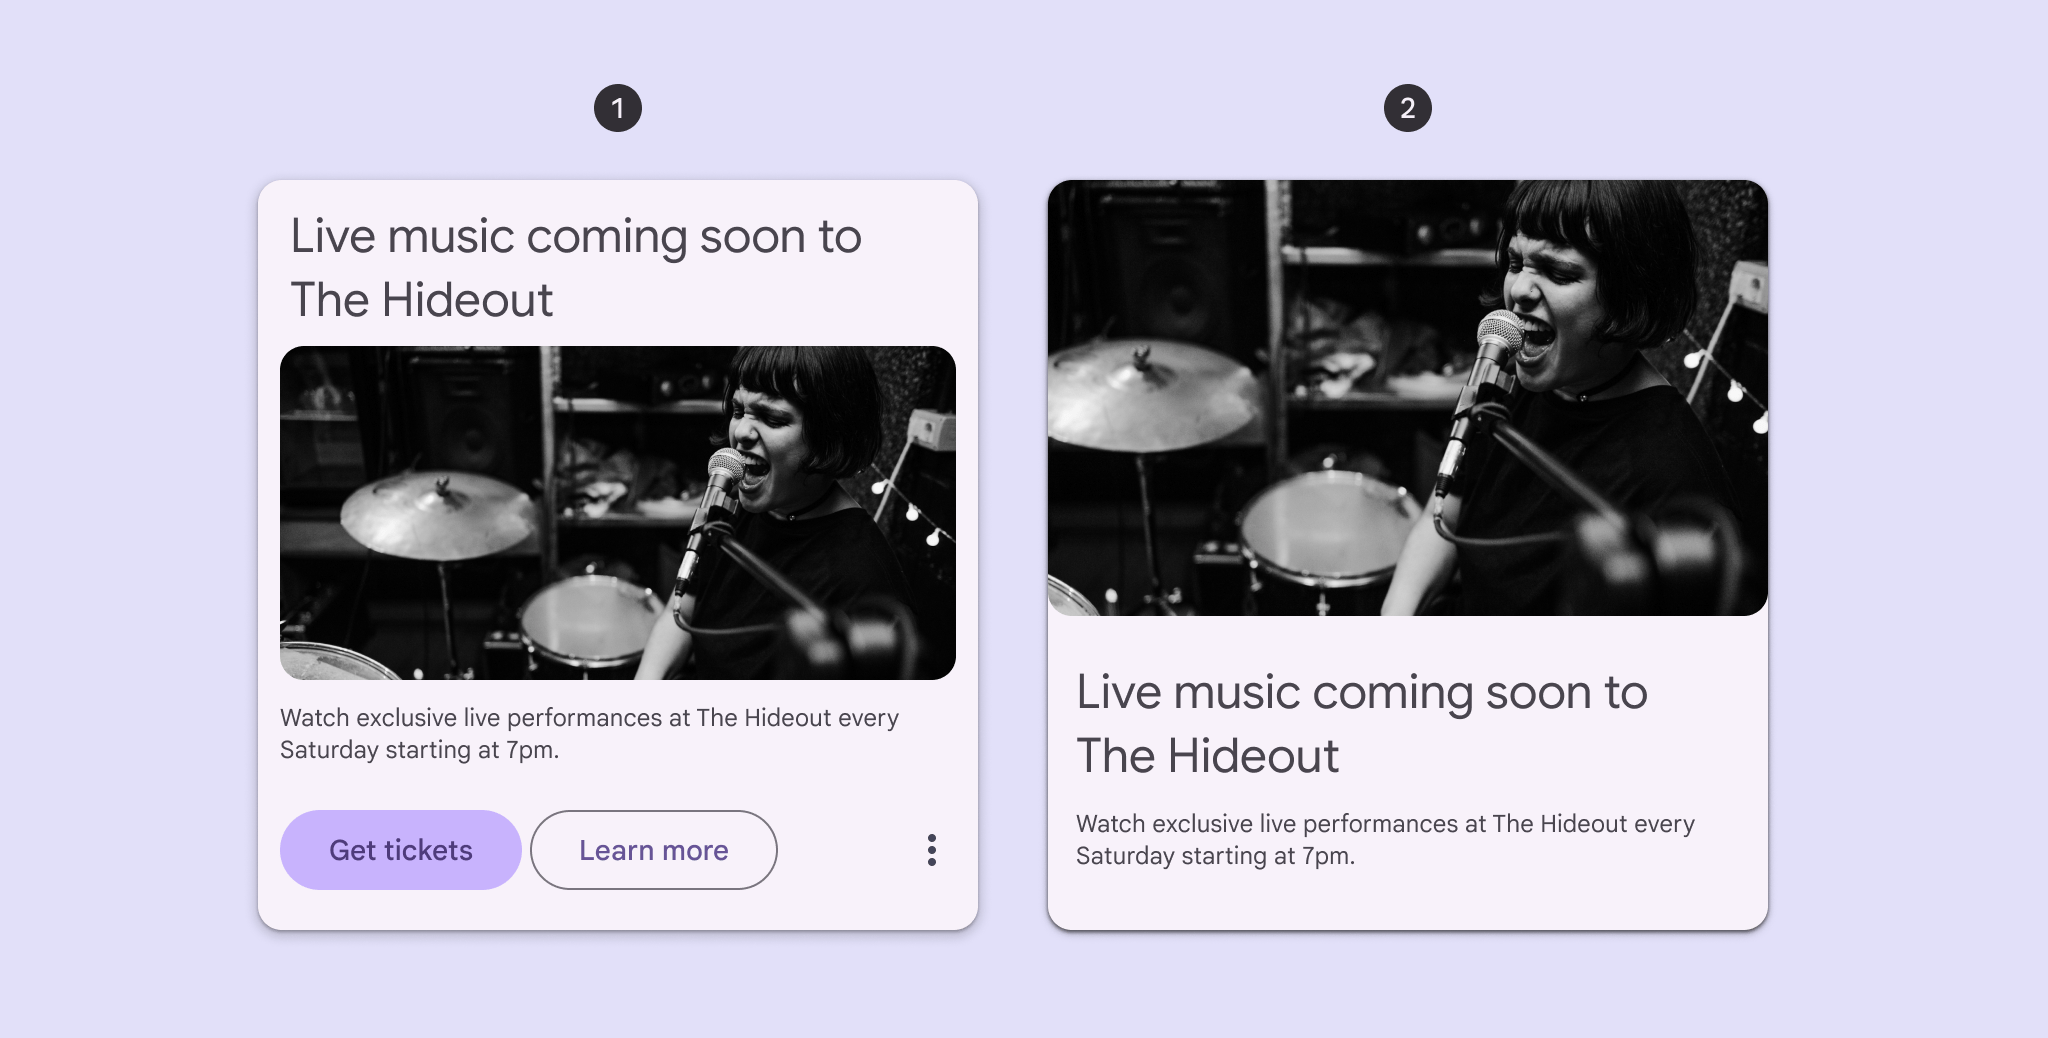 1
Live music coming soon to
The Hideout
Watch exclusive live performances at The Hideout every
Saturday starting at 7pm.
Get tickets
Learn more
2
Live music coming soon to
The Hideout
Watch exclusive live performances at The Hideout every
Saturday starting at 7pm.